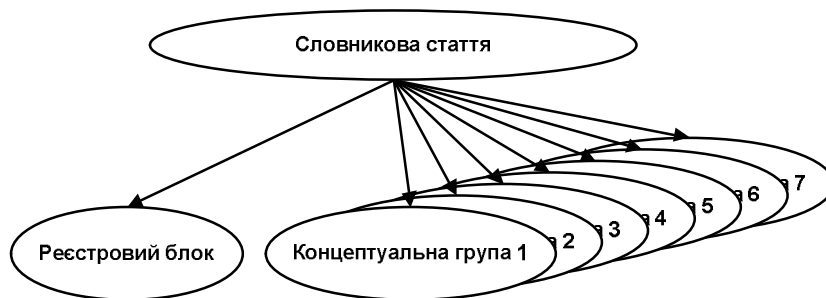 Словникова стаття
Реєстровий блок
Концептуальна група 1
а 2
а 3
а 4
а 5
а 6
а 7